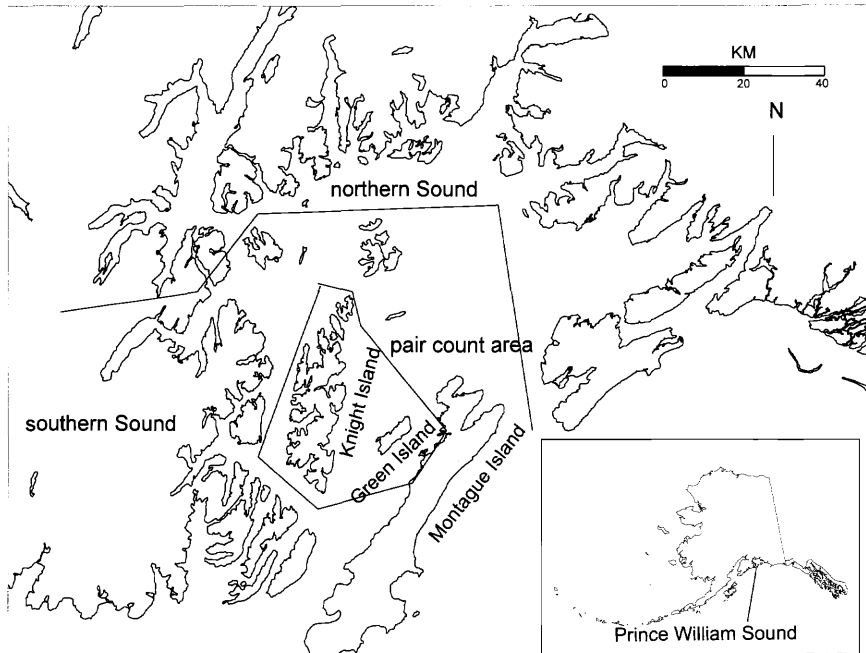 KM
0 20 40
N
northern Sound
pair count area
Knight Island
southern Sound
Green Island
Montague Island
Prince William Sound